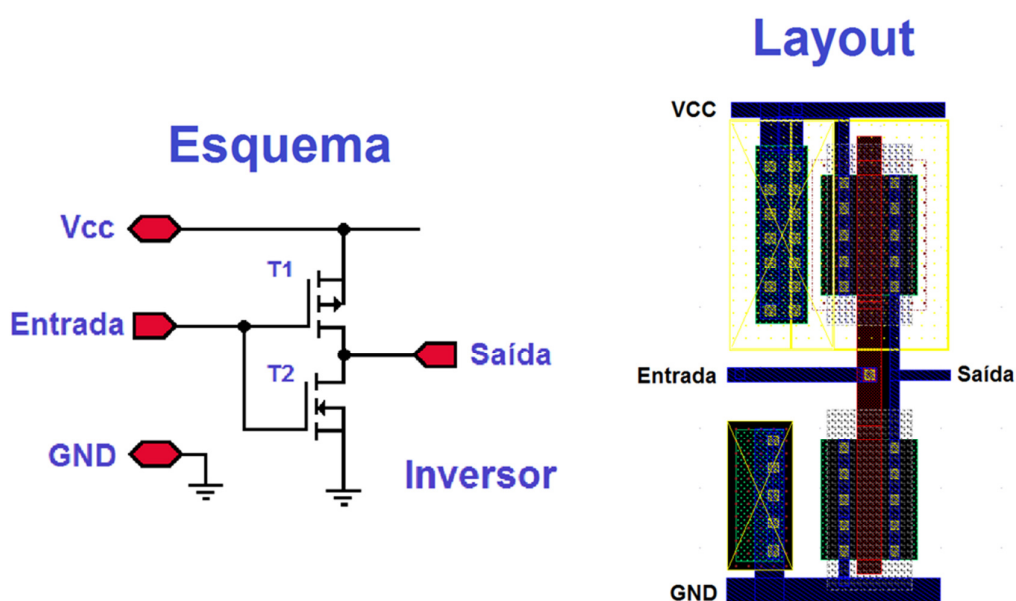 Layout
VCC
Esquema
Vcc
T1
Entrada
T2
Saída
GND
Inversor
Entrada
Saída
GND